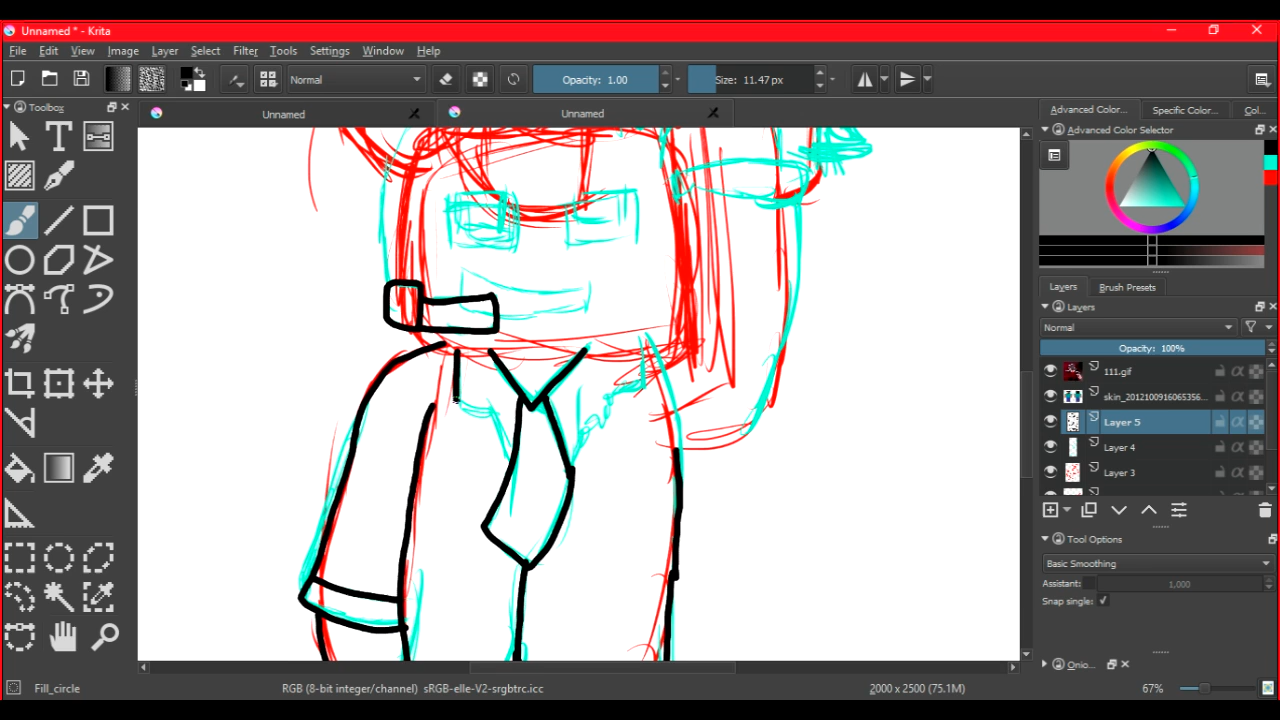 Unnamed * - Krita
File Edit View Image Layer Select Filter Tools Settings Window Help
Normal Opacity: 1.00 Size: 11.47 px
Toolbox Unnamed Unnamed
Advanced Color... Specific Color... Col...
Advanced Color Selector
Layers Brush Presets
Layers
Normal
Opacity: 100%
111.gif
skin_2012100916065356...
Layer 5
Layer 4
Layer 3
Tool Options
Basic Smoothing
Assistant: 1,000
Snap single:
Onio...
Fill_circle RGB (8-bit integer/channel) sRGB-elle-V2-srgbtrc.icc 2000 x 2500 (75.1M) 67%